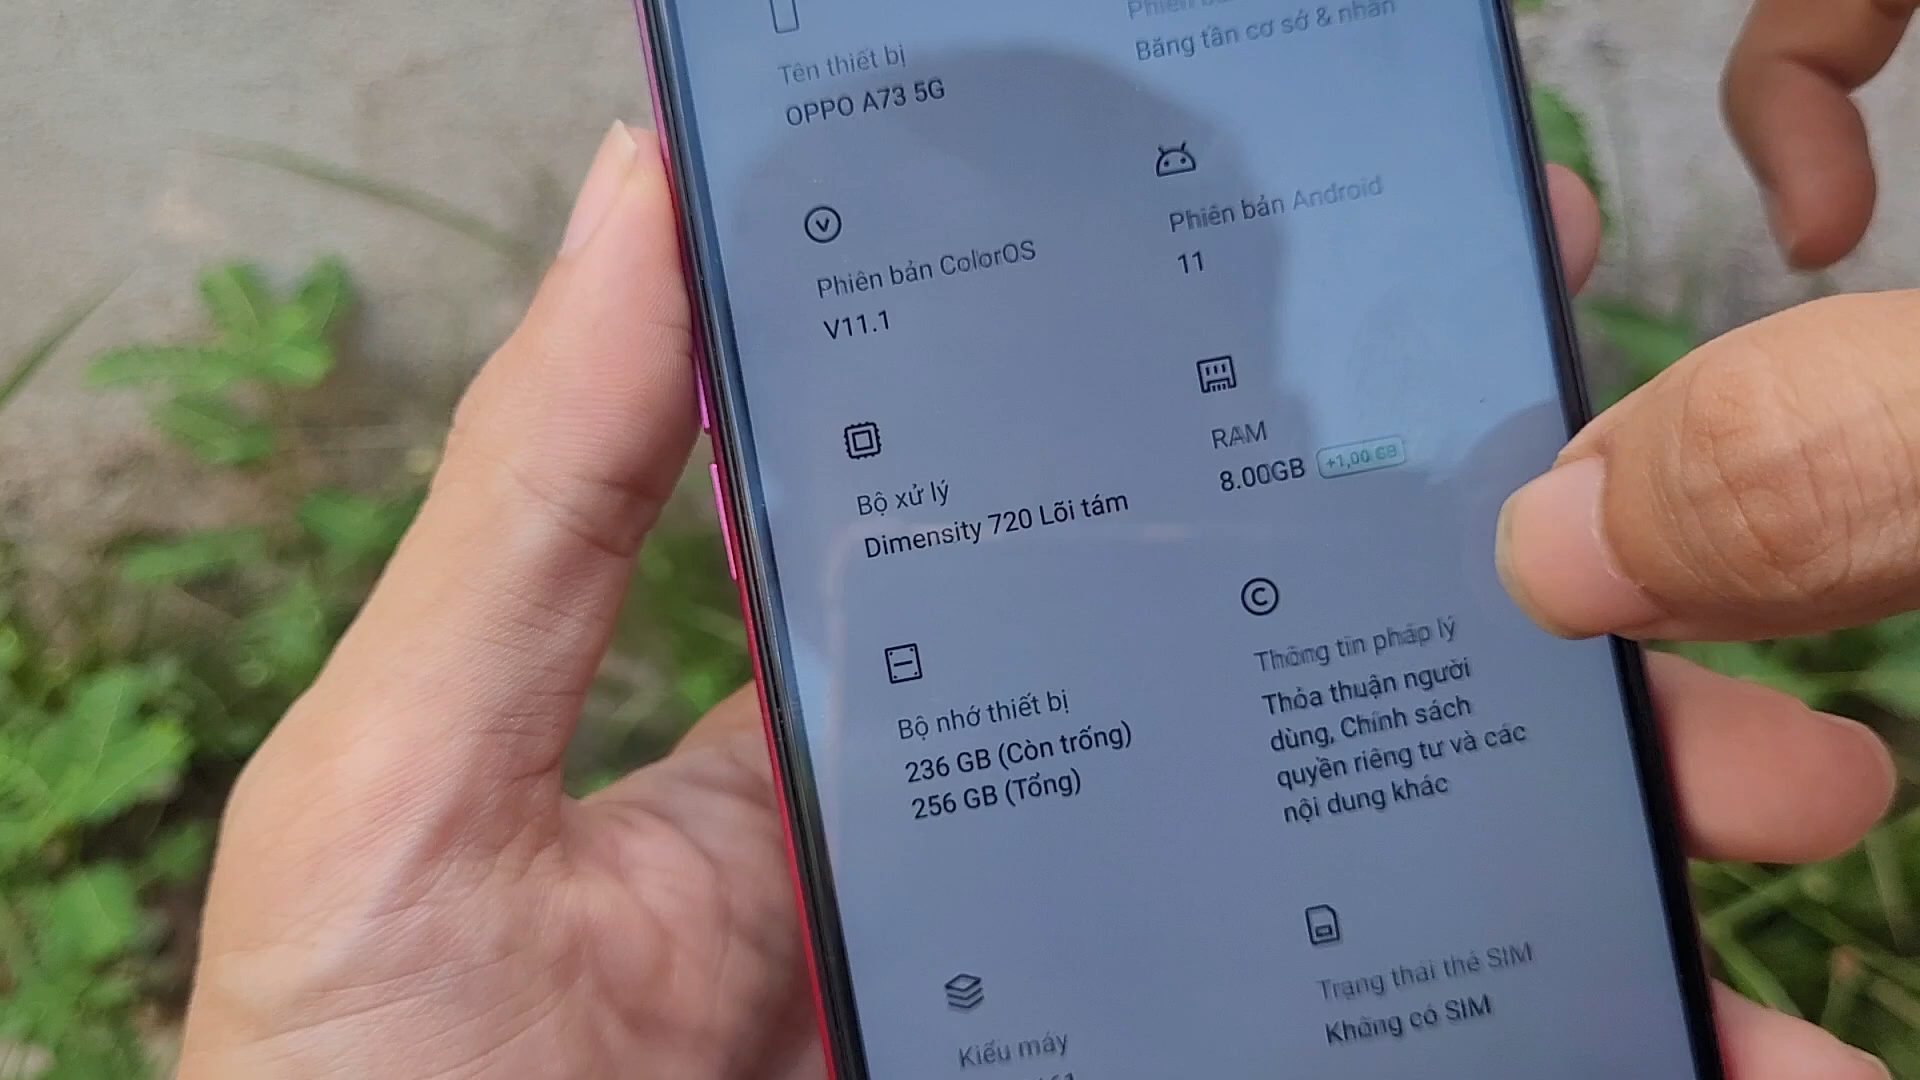 Tên thiết bị
OPPO A73 5G
Phiên
Băng tần cơ sở & nhân
Phiên bản ColorOS
V11.1
Phiên bản Android
11
Bộ xử lý
Dimensity 720 Lõi tám
RAM
8.00GB +1,00 GB
Bộ nhớ thiết bị
236 GB (Còn trống)
256 GB (Tổng)
Thông tin pháp lý
Thỏa thuận người
dùng, Chính sách
quyền riêng tư và các
nội dung khác
Kiểu máy
Trạng thái thẻ SIM
Không có SIM